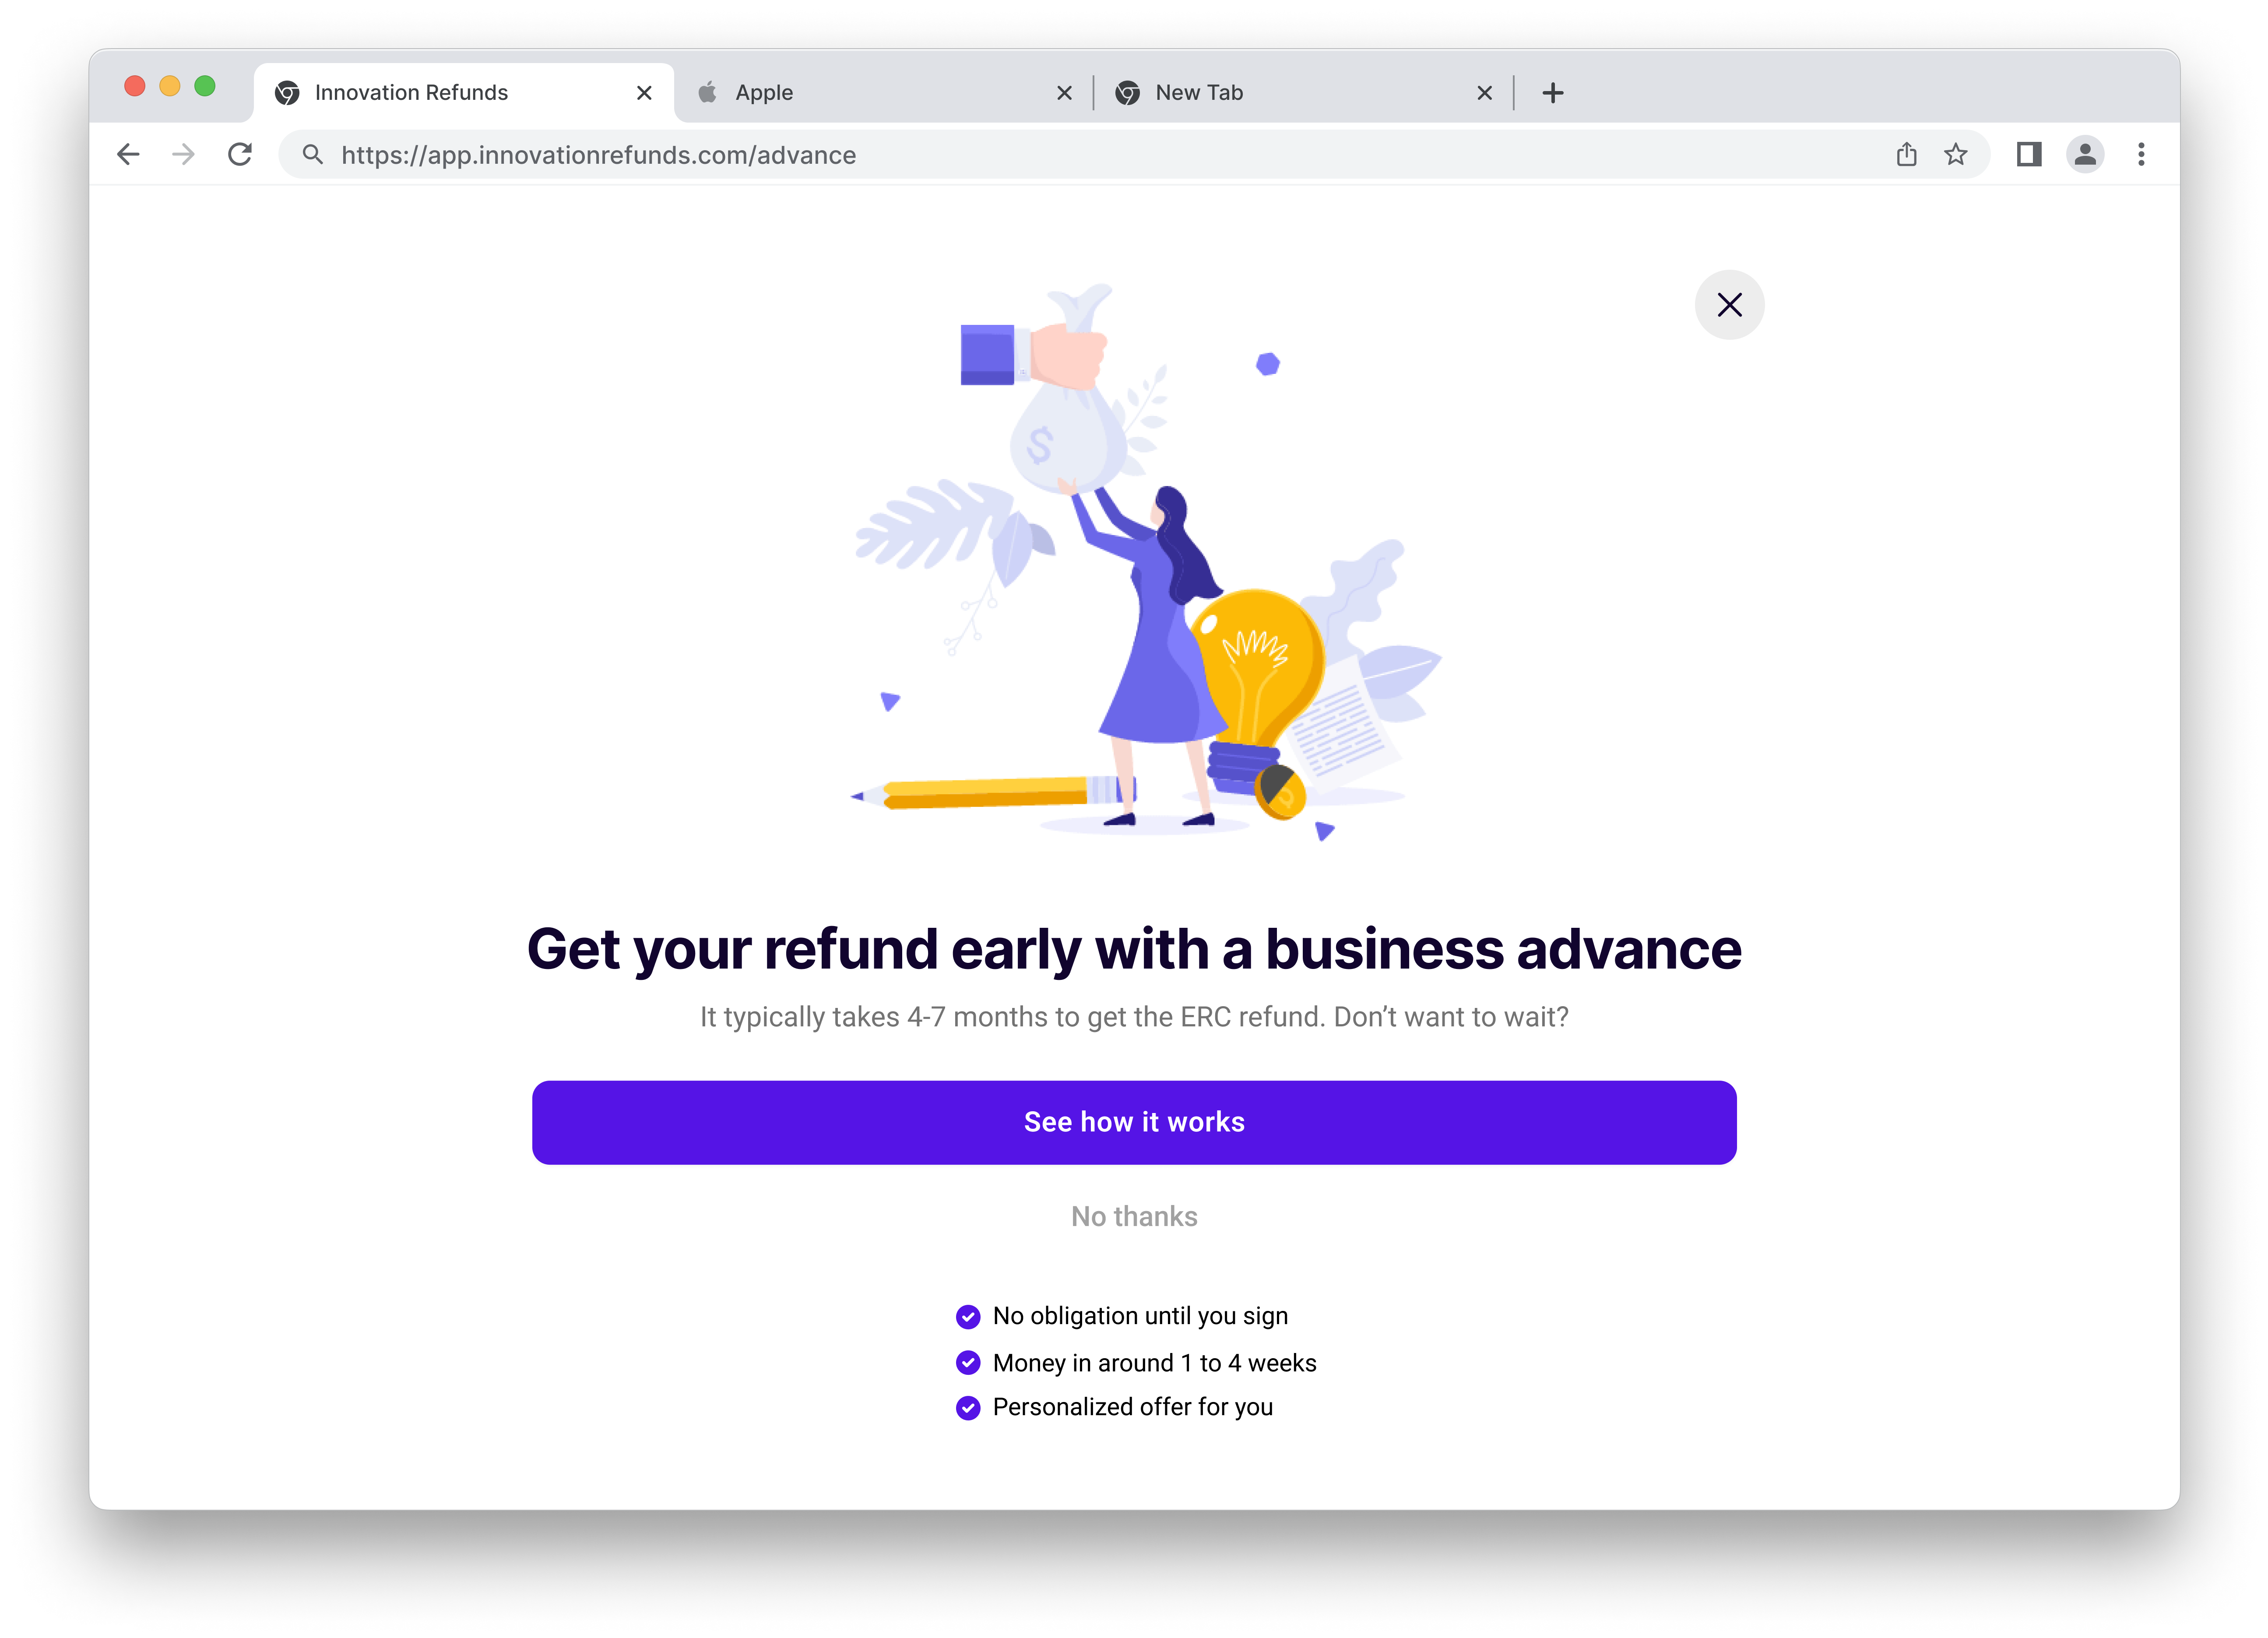 Innovation Refunds
Apple
New Tab
https://app.innovationrefunds.com/advance
$
$
Get your refund early with a business advance
It typically takes 4-7 months to get the ERC refund. Don’t want to wait?
See how it works
No thanks
No obligation until you sign
Money in around 1 to 4 weeks
Personalized offer for you